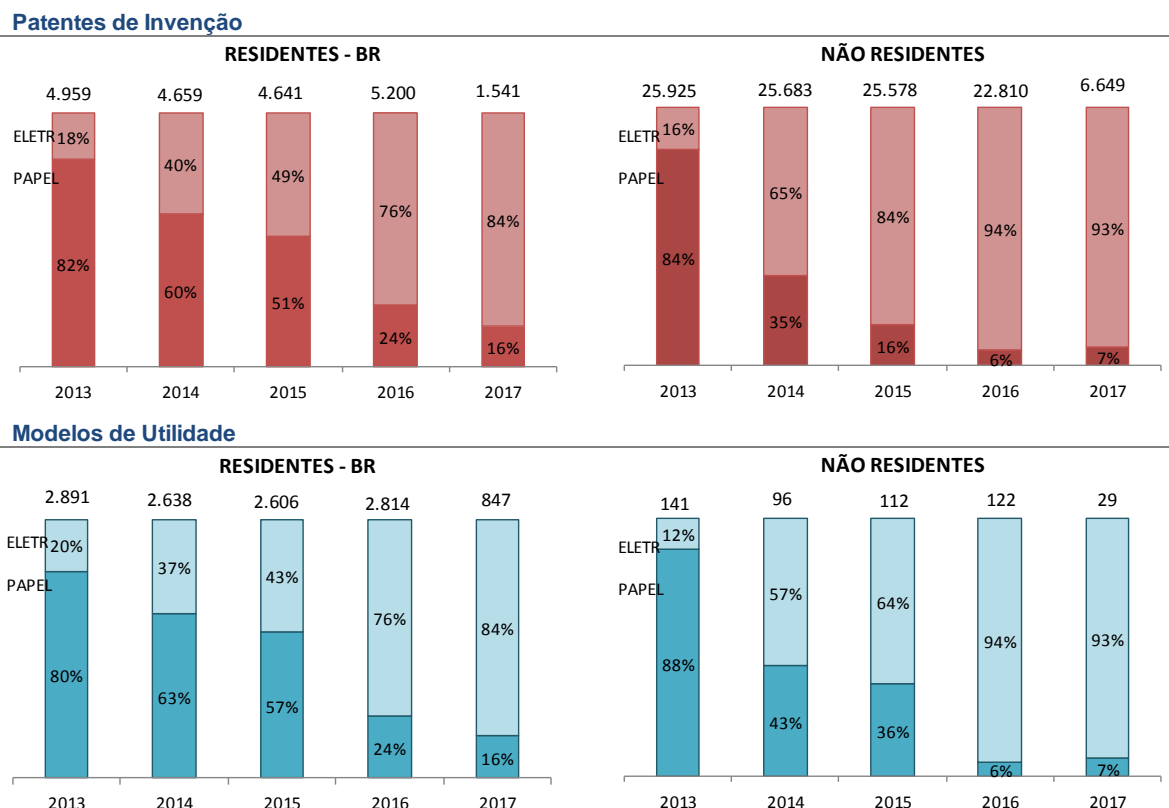 Patentes de Invenção
RESIDENTES - BR
4.959 4.659 4.641 5.200 1.541
ELETR 18% 40% 49% 76% 84%
PAPEL 82% 60% 51% 24% 16%
2013 2014 2015 2016 2017
NÃO RESIDENTES
25.925 25.683 25.578 22.810 6.649
ELETR 16% 65% 84% 94% 93%
PAPEL 84% 35% 16% 6% 7%
2013 2014 2015 2016 2017
Modelos de Utilidade
RESIDENTES - BR
2.891 2.638 2.606 2.814 847
ELETR 20% 37% 43% 76% 84%
PAPEL 80% 63% 57% 24% 16%
2013 2014 2015 2016 2017
NÃO RESIDENTES
141 96 112 122 29
ELETR 12% 57% 64% 94% 93%
PAPEL 88% 43% 36% 6% 7%
2013 2014 2015 2016 2017